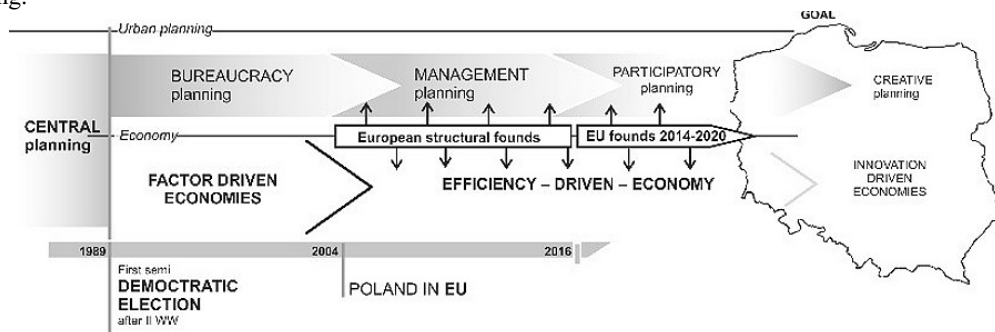 ng.
GOAL
Urban planning
BUREAUCRACY
planning
MANAGEMENT
planning
PARTICIPATORY
planning
CREATIVE
planning
CENTRAL
planning
Economy
European structural founds
EU founds 2014-2020
FACTOR DRIVEN
ECONOMIES
EFFICIENCY – DRIVEN – ECONOMY
INNOVATION
DRIVEN
ECONOMIES
1989
2004
2016
First semi
DEMOCTRATIC
ELECTION
after II WW
POLAND IN EU